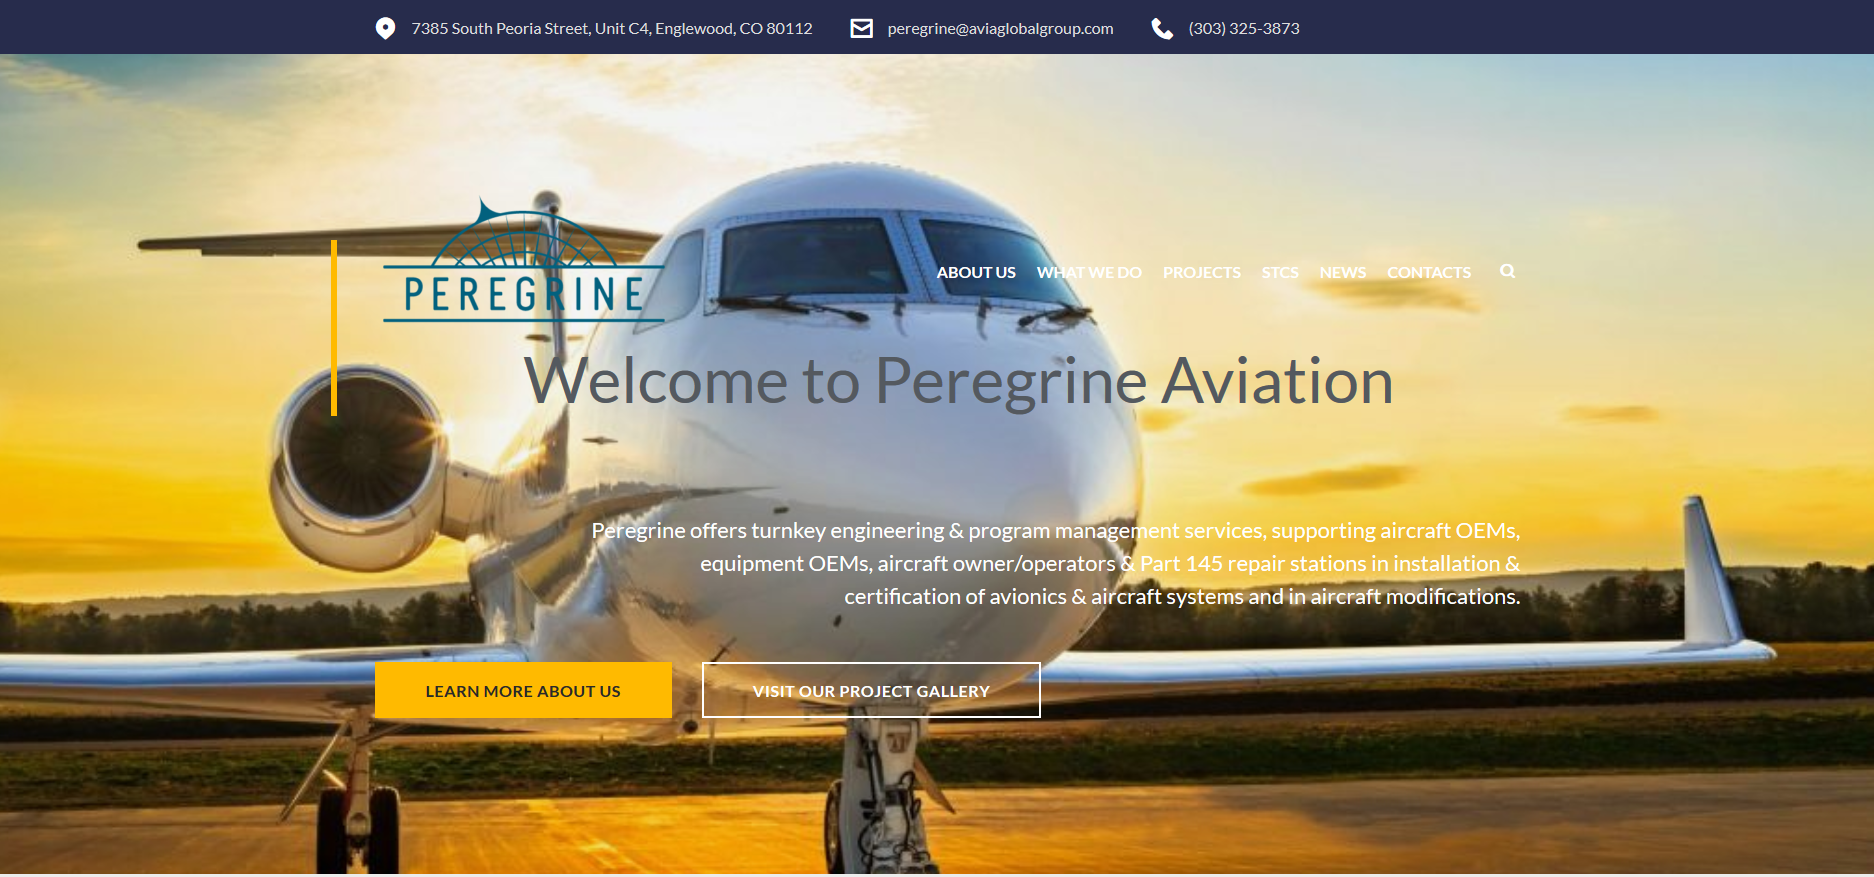 7385 South Peoria Street, Unit C4, Englewood, CO 80112 peregrine@aviaglobalgroup.com (303) 325-3873
PEREGRINE
ABOUT US WHAT WE DO PROJECTS STCS NEWS CONTACTS
Welcome to Peregrine Aviation
Peregrine offers turnkey engineering & program management services, supporting aircraft OEMs,
equipment OEMs, aircraft owner/operators & Part 145 repair stations in installation &
certification of avionics & aircraft systems and in aircraft modifications.
LEARN MORE ABOUT US VISIT OUR PROJECT GALLERY